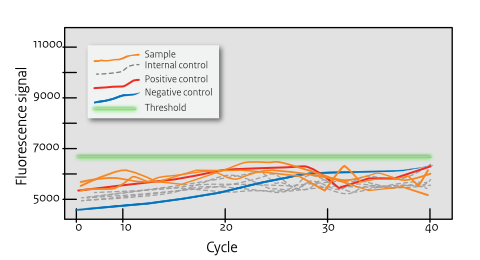 11000
9000
7000
5000
Fluorescence signal
Sample
Internal control
Positive control
Negative control
Threshold
0
10
20
30
40
Cycle